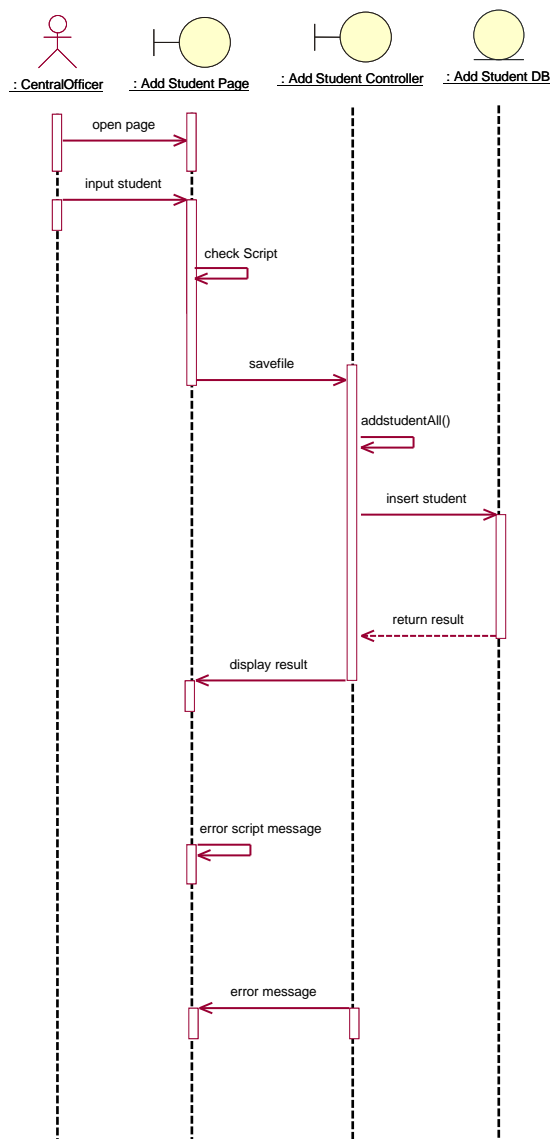 : CentralOfficer
: Add Student Page
: Add Student Controller
: Add Student DB
open page
input student
check Script
savefile
addstudentAll()
insert student
return result
display result
error script message
error message